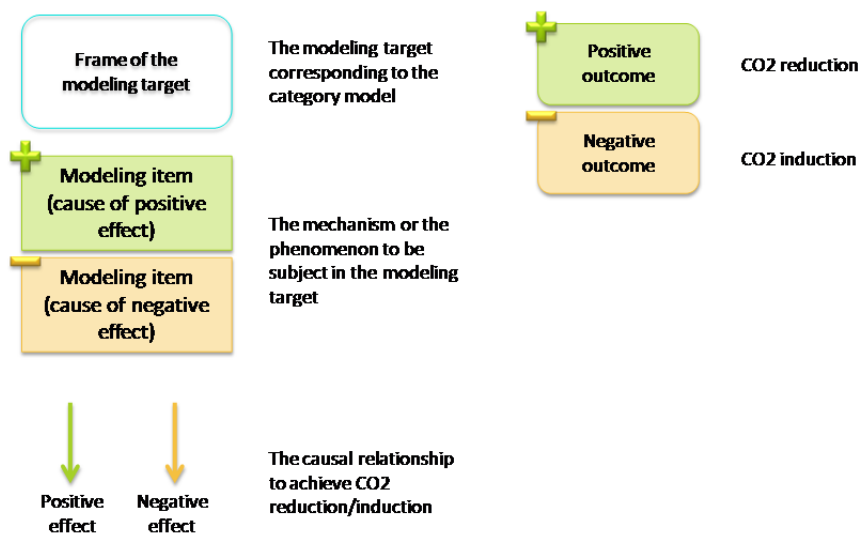 Frame of the
modeling target
The modeling target
corresponding to the
category model
Modeling item
(cause of positive
effect)
Modeling item
(cause of negative
effect)
The mechanism or the
phenomenon to be
subject in the modeling
target
Positive
effect
Negative
effect
The causal relationship
to achieve CO2
reduction/induction
Positive
outcome
CO2 reduction
Negative
outcome
CO2 induction